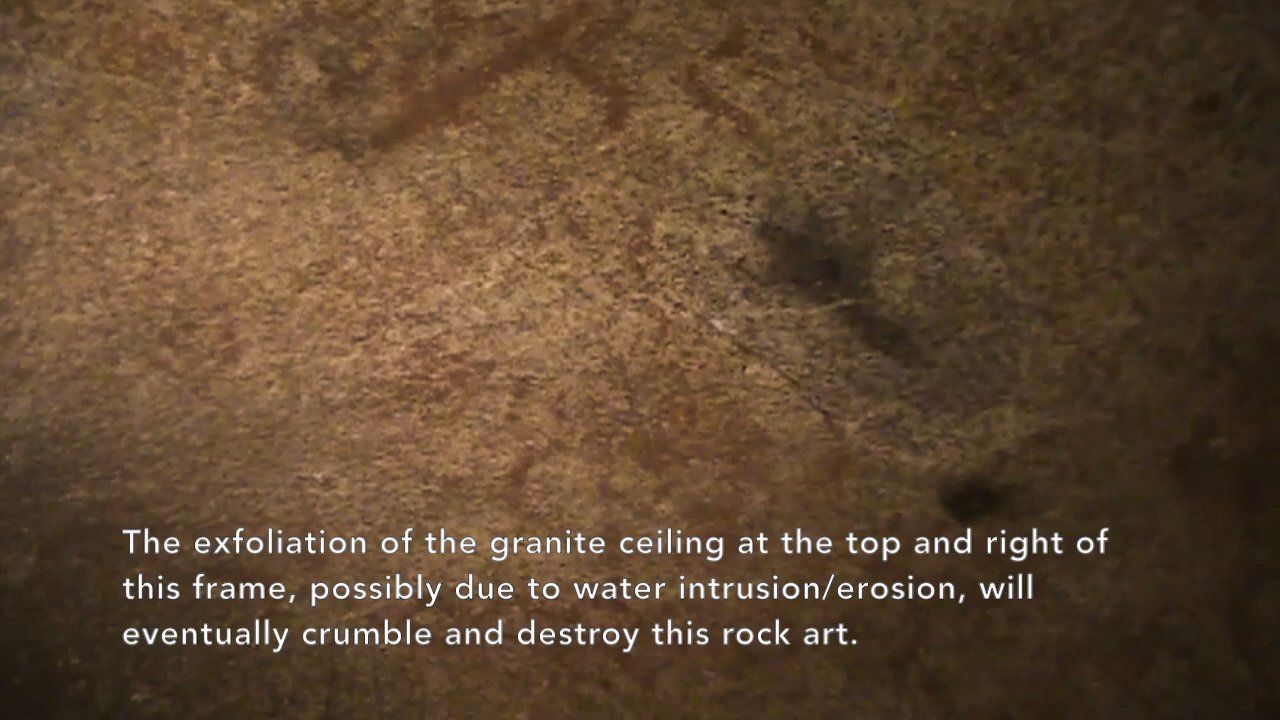 The exfoliation of the granite ceiling at the top and right of
this frame, possibly due to water intrusion/erosion, will
eventually crumble and destroy this rock art.